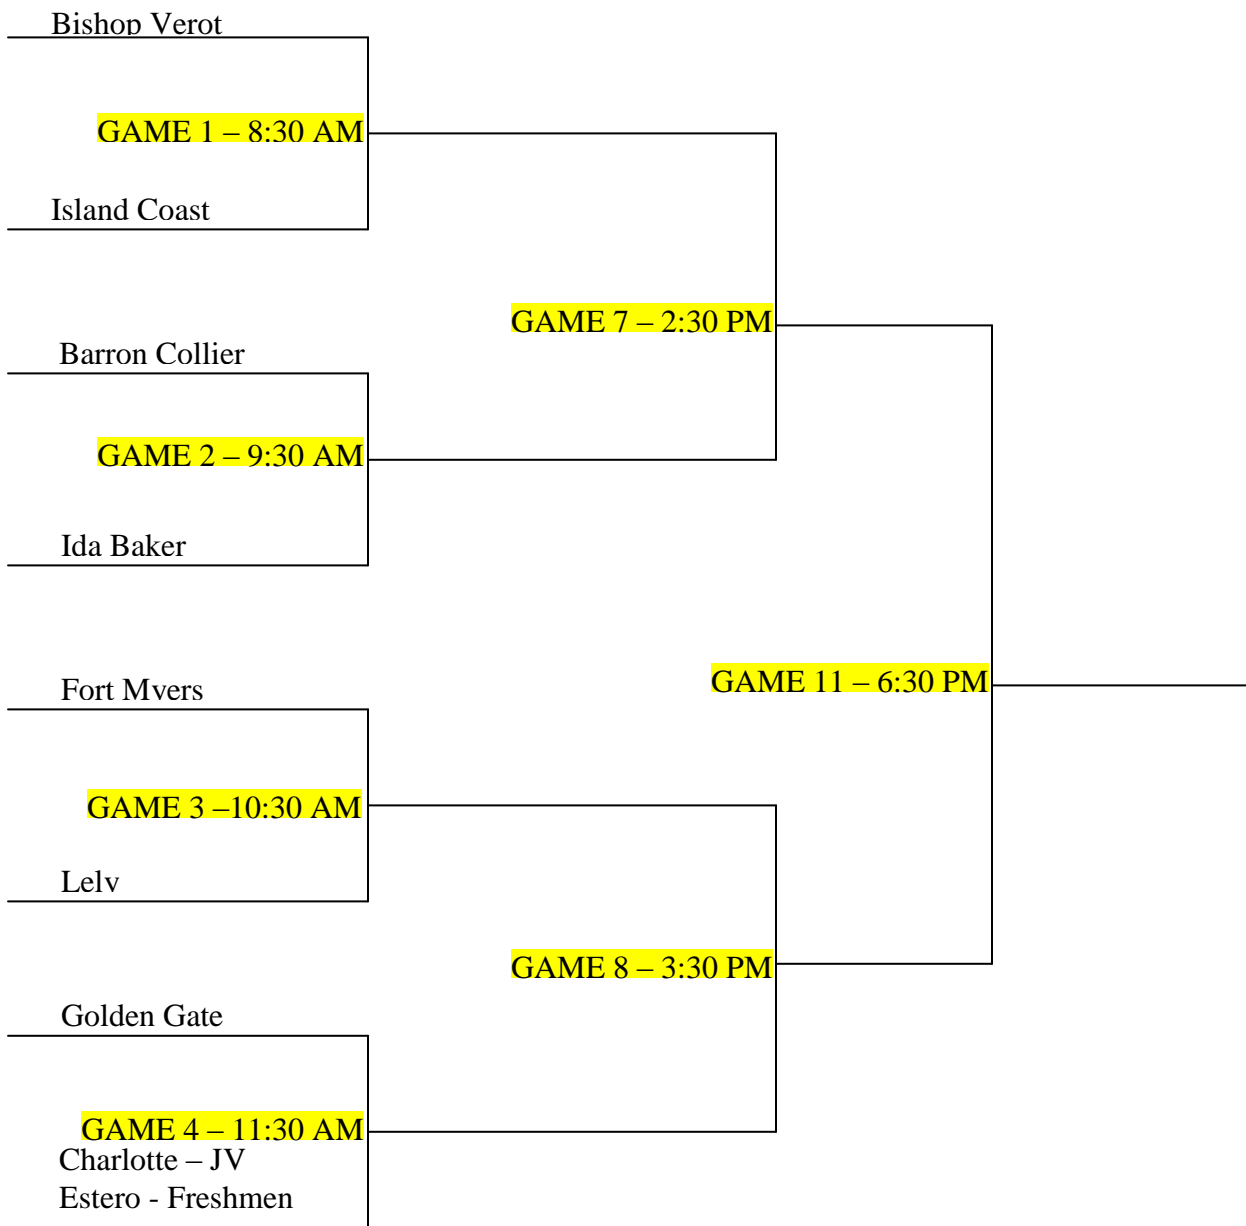 Bishop Verot
GAME 1 – 8:30 AM
Island Coast
GAME 7 – 2:30 PM
Barron Collier
GAME 2 – 9:30 AM
Ida Baker
Fort Myers
GAME 11 – 6:30 PM
GAME 3 –10:30 AM
Lely
GAME 8 – 3:30 PM
Golden Gate
GAME 4 – 11:30 AM
Charlotte – JV
Estero - Freshmen